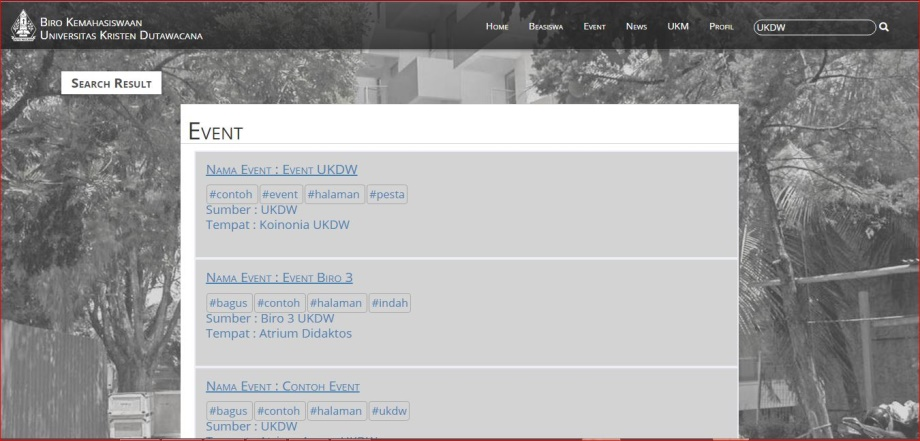 Biro Kemahasiswaan
Universitas Kristen Dutawacana
Home Beasiswa Event News UKM Profil UKDW
Search Result
Event
Nama Event : Event UKDW
#contoh #event #halaman #pesta
Sumber : UKDW
Tempat : Koinonia UKDW
Nama Event : Event Biro 3
#bagus #contoh #halaman #indah
Sumber : Biro 3 UKDW
Tempat : Atrium Didaktos
Nama Event : Contoh Event
#bagus #contoh #halaman #ukdw
Sumber : UKDW